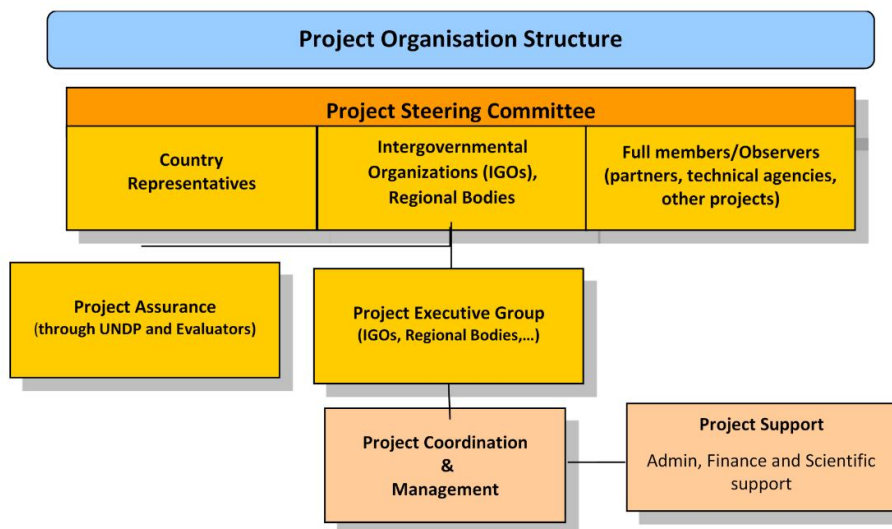 Project Organisation Structure
Project Steering Committee
Country
Representatives
Intergovernmental
Organizations (IGOs),
Regional Bodies
Full members/Observers
(partners, technical agencies,
other projects)
Project Assurance
(through UNDP and Evaluators)
Project Executive Group
(IGOs, Regional Bodies,...)
Project Coordination
&
Management
Project Support
Admin, Finance and Scientific
support